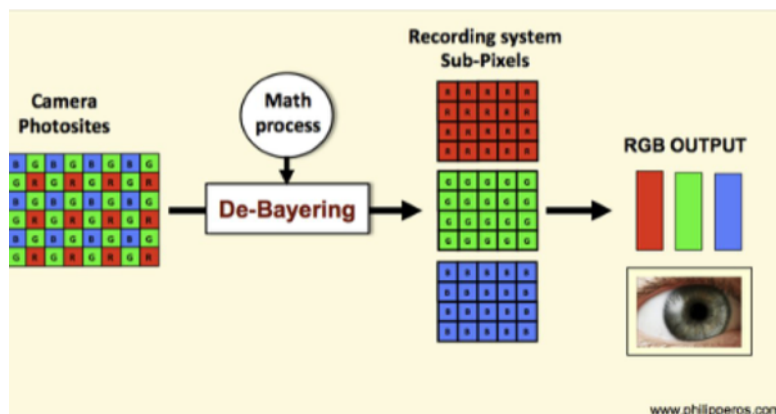 Recording system
Sub-Pixels
Camera
Photosites
Math
process
De-Bayering
RGB OUTPUT
B G B G B G B G
G R G R G R G R
B G B G B G B G
G R G R G R G R
B G B G B G B G
G R G R G R G R
R R R R R
R R R R R
R R R R R
R R R R R
G G G G G
G G G G G
G G G G G
G G G G G
B B B B B
B B B B B
B B B B B
B B B B B
www.philipperos.com